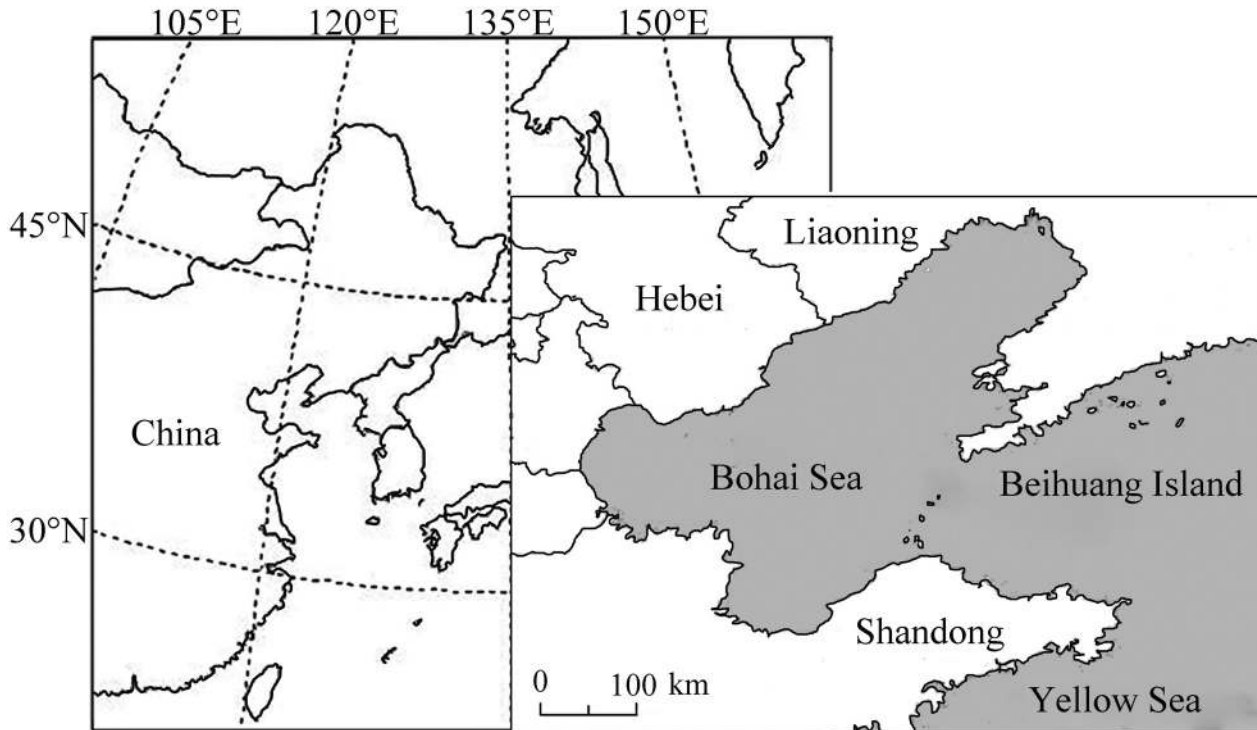 105°E 120°E 135°E 150°E
45°N
30°N
China
Liaoning
Hebei
Bohai Sea
Beihuang Island
Shandong
0 100 km
Yellow Sea